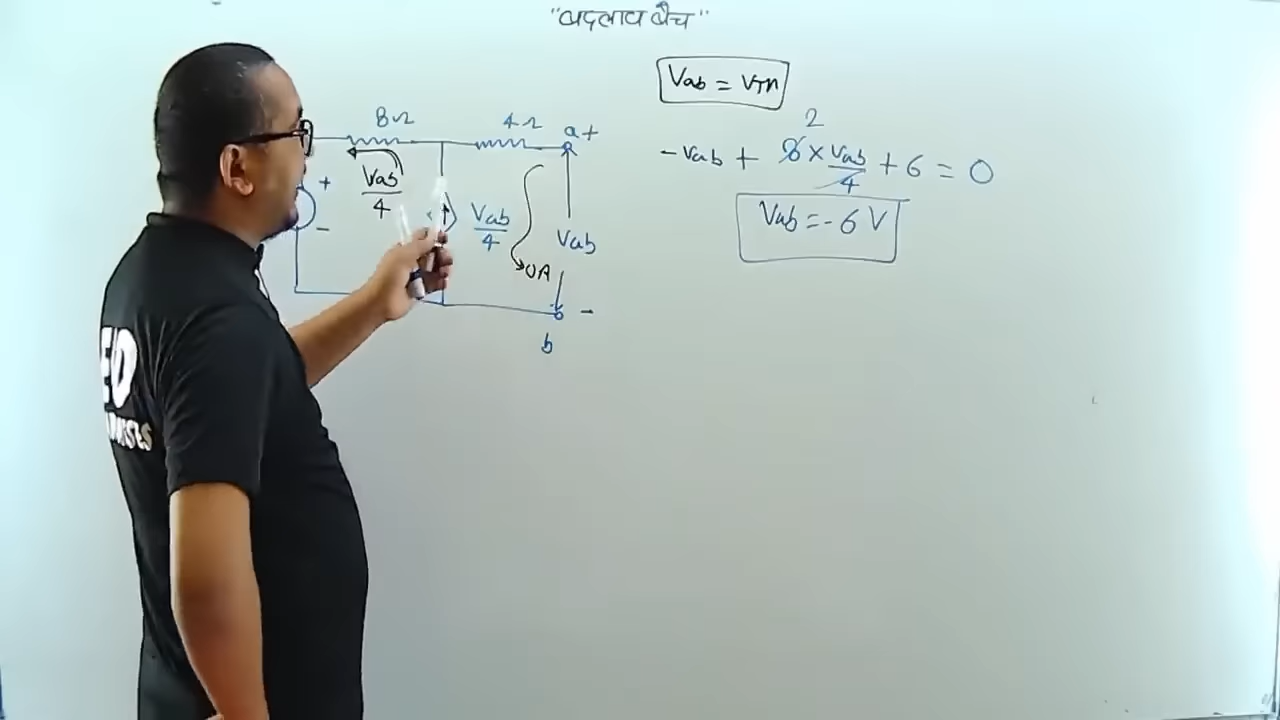 "बदलाव बैच"
Vab = VTh
8Ω
4Ω
a +
2
- Vab + 8 × Vab/4 + 6 = 0
+
Vab/4
-
Vab/4
Vab
0A
Vab = - 6 V
-
b
ED